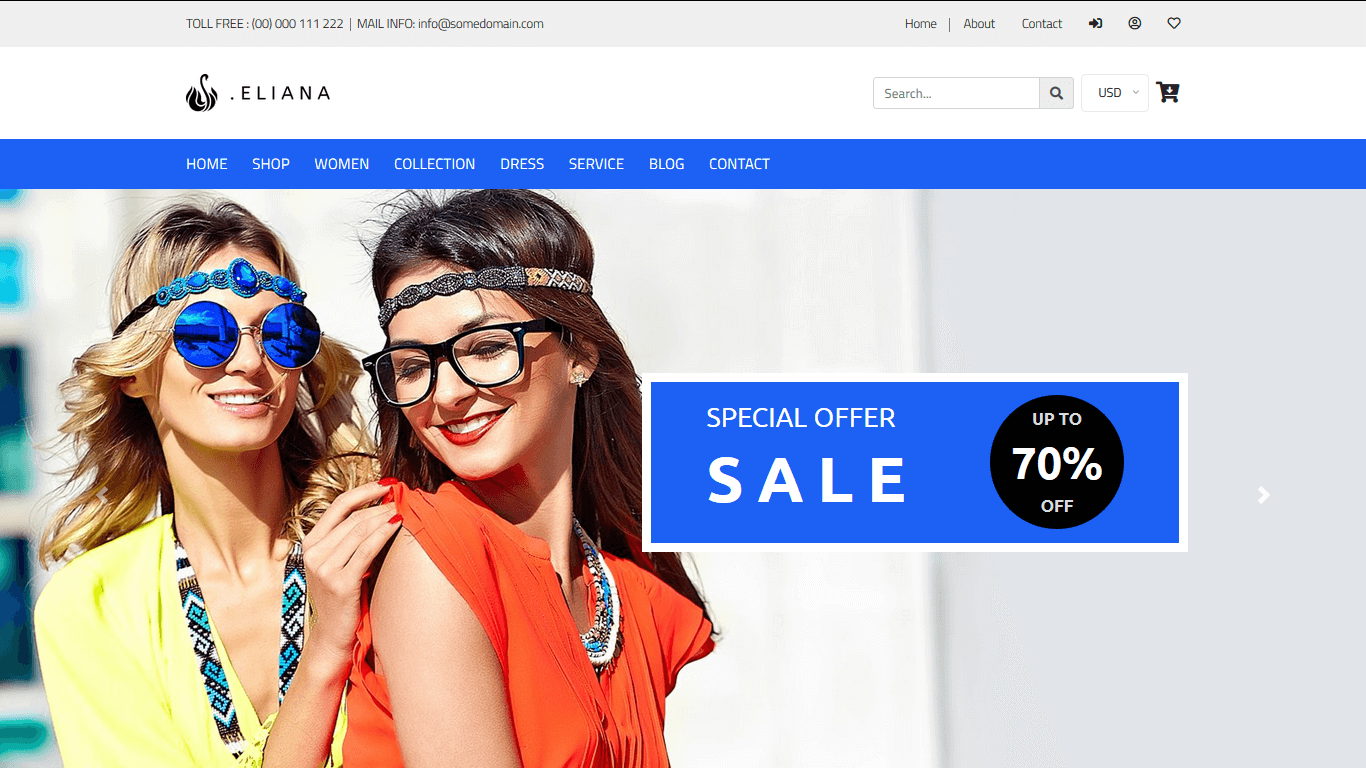 TOLL FREE : (00) 000 111 222 | MAIL INFO: info@somedomain.com
Home | About Contact
.ELIANA
Search...
USD
HOME SHOP WOMEN COLLECTION DRESS SERVICE BLOG CONTACT
SPECIAL OFFER
SALE
UP TO
70%
OFF